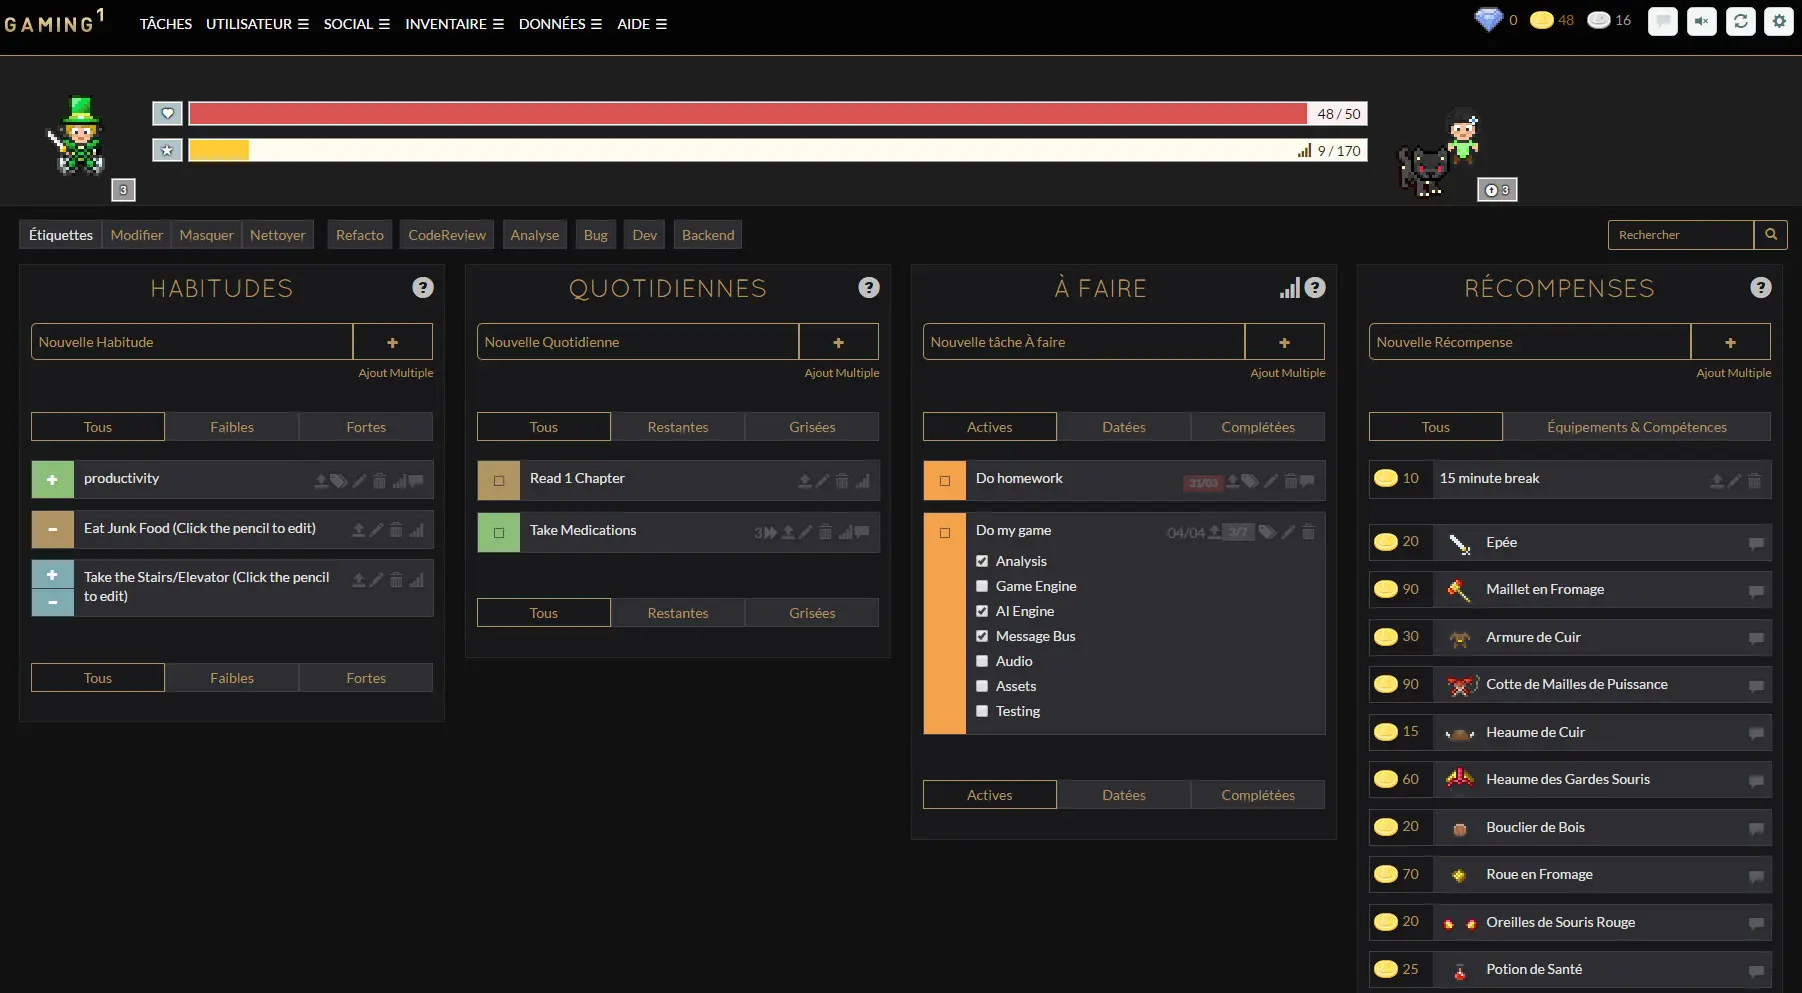 GAMING1
TÂCHES UTILISATEUR SOCIAL INVENTAIRE DONNÉES AIDE
0 48 16
48 / 50
9 / 170
3
3
Étiquettes Modifier Masquer Nettoyer Refacto CodeReview Analyse Bug Dev Backend
Rechercher
HABITUDES
Nouvelle Habitude
Ajout Multiple
Tous Faibles Fortes
productivity
Eat Junk Food (Click the pencil to edit)
Take the Stairs/Elevator (Click the pencil
to edit)
Tous Faibles Fortes
QUOTIDIENNES
Nouvelle Quotidienne
Ajout Multiple
Tous Restantes Grisées
Read 1 Chapter
Take Medications 3
Tous Restantes Grisées
À FAIRE
Nouvelle tâche À faire
Ajout Multiple
Actives Datées Complétées
Do homework 31/03
Do my game 04/04 3/7
Analysis
Game Engine
AI Engine
Message Bus
Audio
Assets
Testing
Actives Datées Complétées
RÉCOMPENSES
Nouvelle Récompense
Ajout Multiple
Tous Équipements & Compétences
10 15 minute break
20 Epée
90 Maillet en Fromage
30 Armure de Cuir
90 Cotte de Mailles de Puissance
15 Heaume de Cuir
60 Heaume des Gardes Souris
20 Bouclier de Bois
70 Roue en Fromage
20 Oreilles de Souris Rouge
25 Potion de Santé